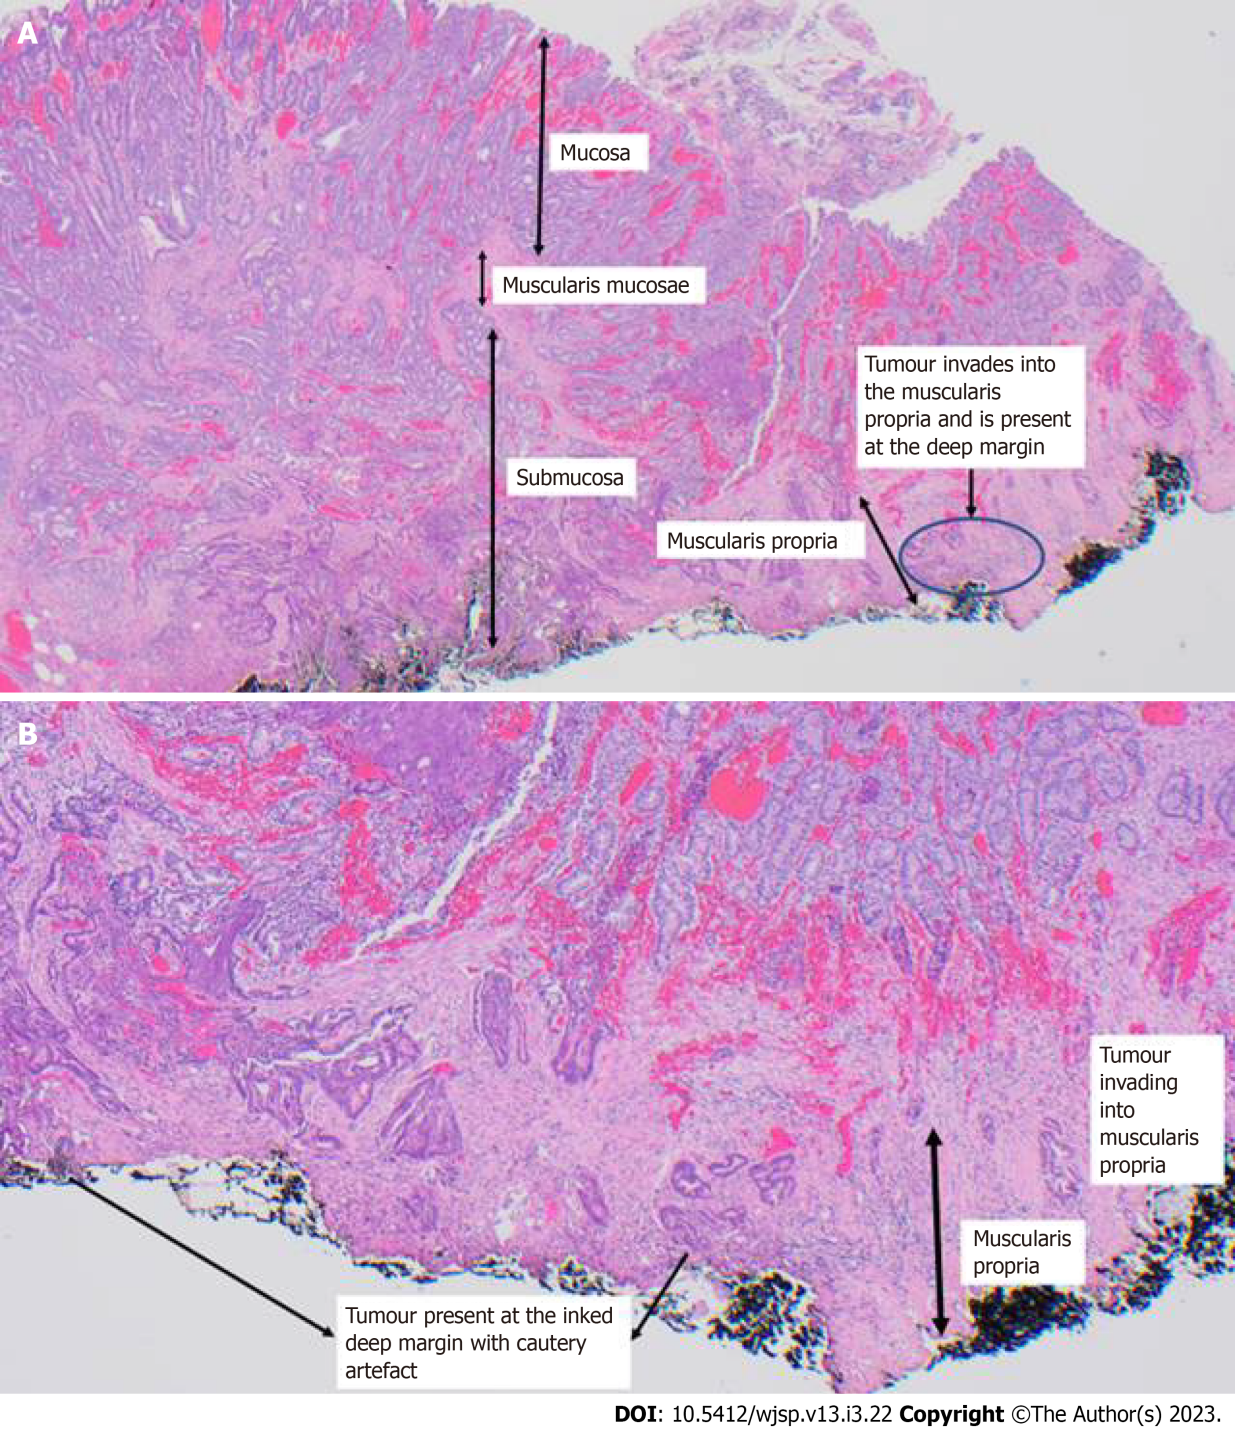 A
Mucosa
Muscularis mucosae
Tumour invades into
the muscularis
propria and is present
at the deep margin
Submucosa
Muscularis propria
B
Tumour
invading
into
muscularis
propria
Muscularis
propria
Tumour present at the inked
deep margin with cautery
artefact
DOI: 10.5412/wjsp.v13.i3.22 Copyright ©The Author(s) 2023.